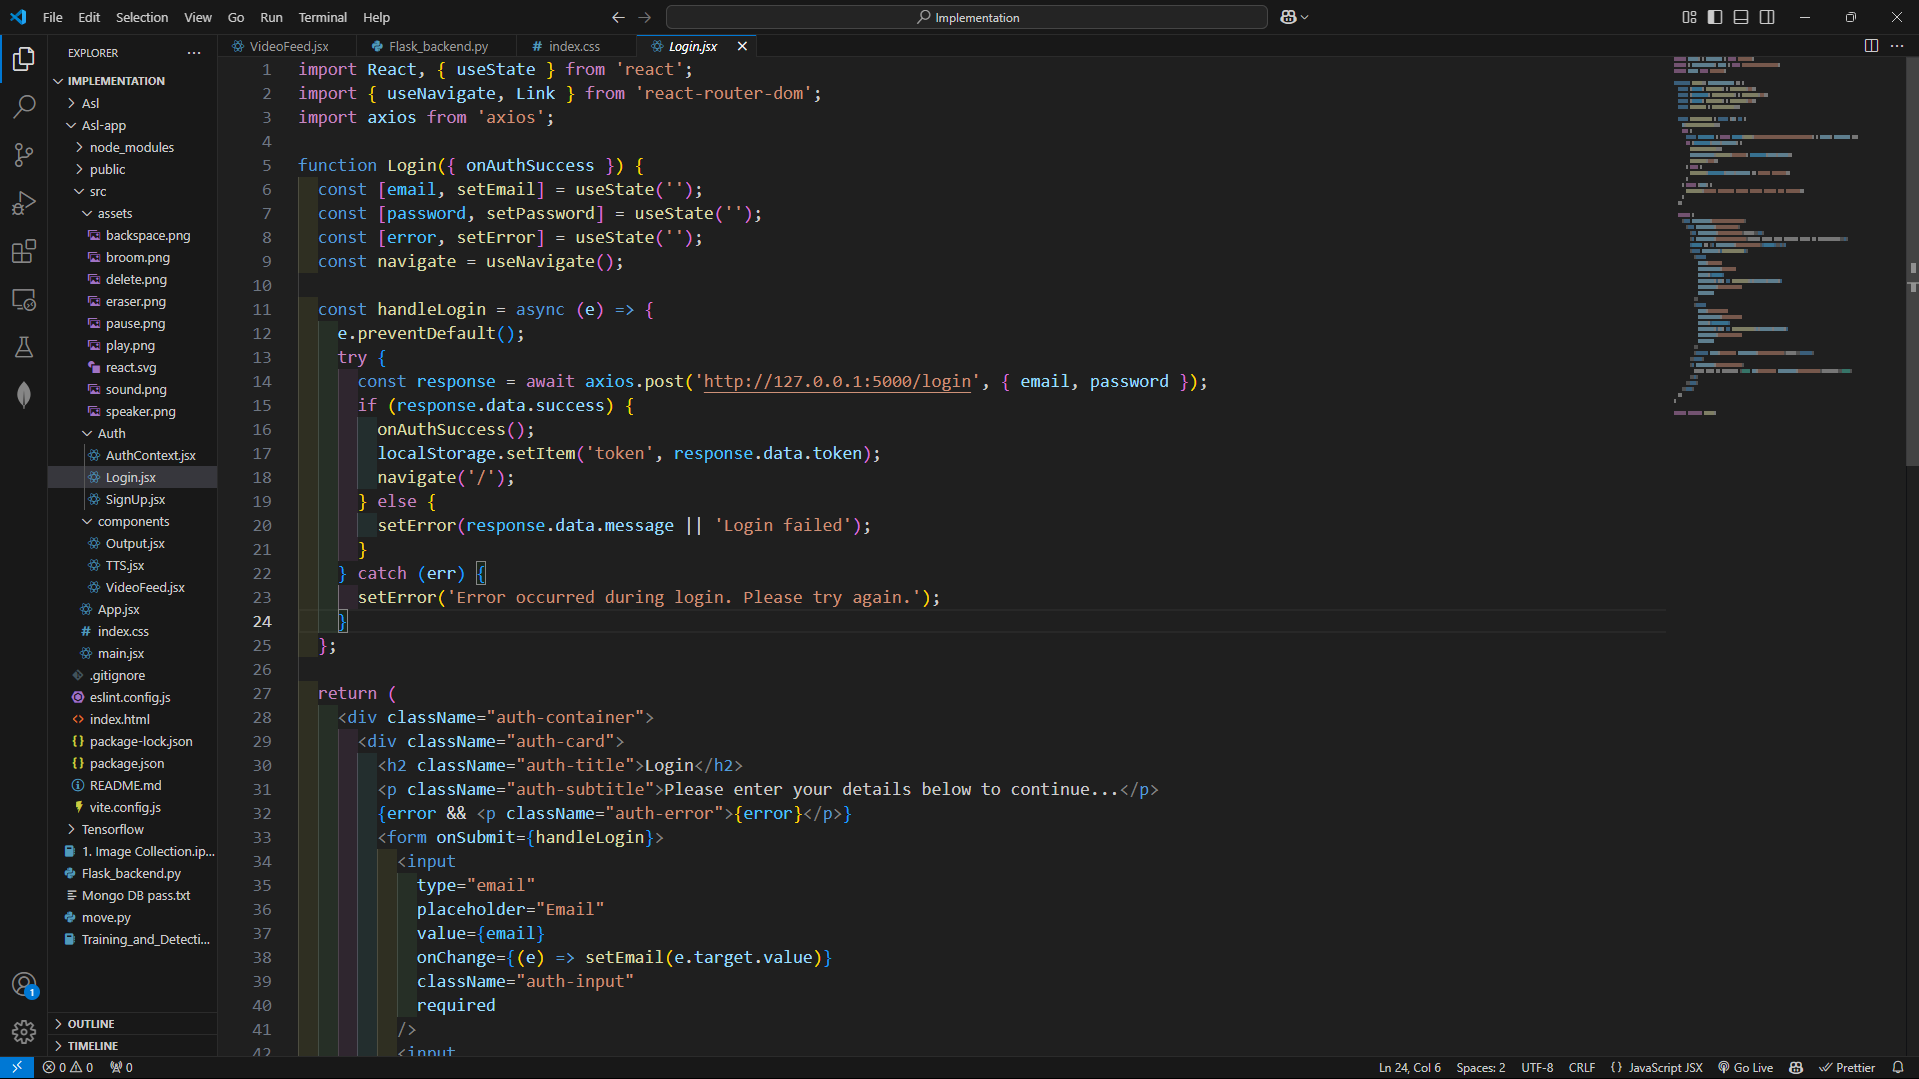 File Edit Selection View Go Run Terminal Help
Implementation
EXPLORER
IMPLEMENTATION
Asl
Asl-app
node_modules
public
src
assets
backspace.png
broom.png
delete.png
eraser.png
pause.png
play.png
react.svg
sound.png
speaker.png
Auth
AuthContext.jsx
Login.jsx
SignUp.jsx
components
Output.jsx
TTS.jsx
VideoFeed.jsx
App.jsx
index.css
main.jsx
.gitignore
eslint.config.js
index.html
package-lock.json
package.json
README.md
vite.config.js
Tensorflow
1. Image Collection.ip...
Flask_backend.py
Mongo DB pass.txt
move.py
Training_and_Detecti...
OUTLINE
TIMELINE
VideoFeed.jsx Flask_backend.py index.css Login.jsx
1 import React, { useState } from 'react';
2 import { useNavigate, Link } from 'react-router-dom';
3 import axios from 'axios';
4
5 function Login({ onAuthSuccess }) {
6 const [email, setEmail] = useState('');
7 const [password, setPassword] = useState('');
8 const [error, setError] = useState('');
9 const navigate = useNavigate();
10
11 const handleLogin = async (e) => {
12 e.preventDefault();
13 try {
14 const response = await axios.post('http://127.0.0.1:5000/login', { email, password });
15 if (response.data.success) {
16 onAuthSuccess();
17 localStorage.setItem('token', response.data.token);
18 navigate('/');
19 } else {
20 setError(response.data.message || 'Login failed');
21 }
22 } catch (err) {
23 setError('Error occurred during login. Please try again.');
24 }
25 };
26
27 return (
28 <div className="auth-container">
29 <div className="auth-card">
30 <h2 className="auth-title">Login</h2>
31 <p className="auth-subtitle">Please enter your details below to continue...</p>
32 {error && <p className="auth-error">{error}</p>}
33 <form onSubmit={handleLogin}>
34 <input
35 type="email"
36 placeholder="Email"
37 value={email}
38 onChange={(e) => setEmail(e.target.value)}
39 className="auth-input"
40 required
41 />
42 <input
1
0 0 0
Ln 24, Col 6 Spaces: 2 UTF-8 CRLF {} JavaScript JSX Go Live Prettier